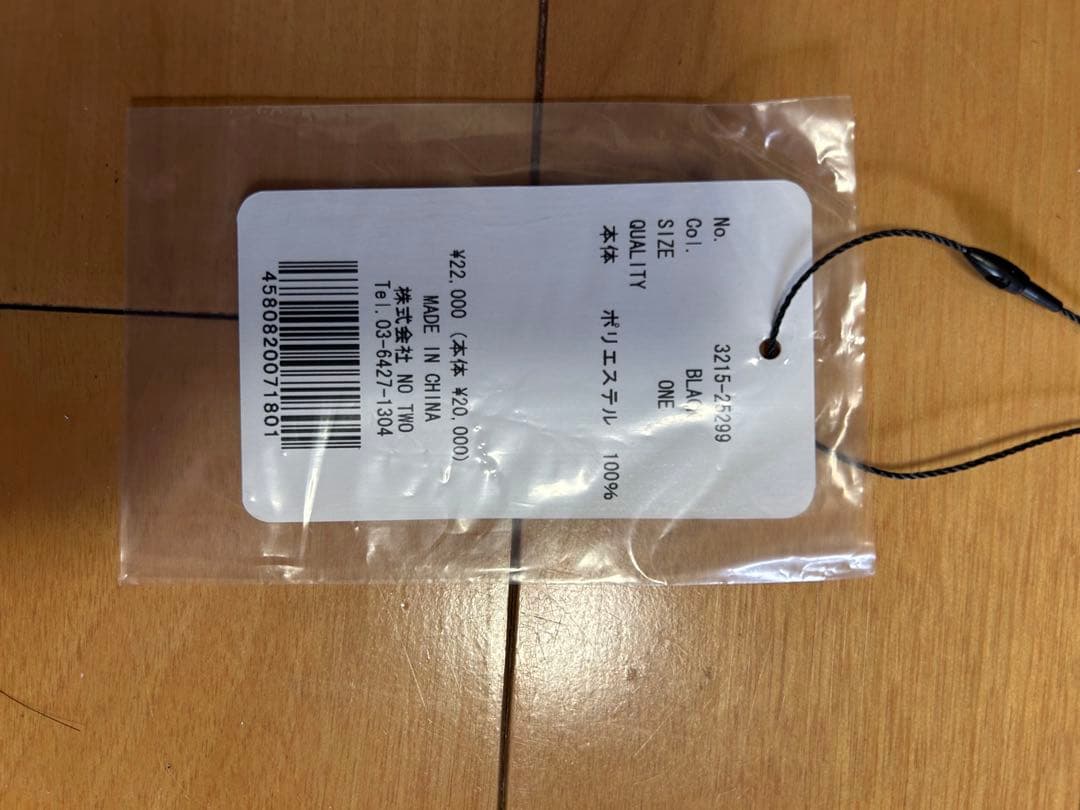 No. 3215-25299
Col. BLACK
SIZE ONE
QUALITY
本体 ポリエステル 100%
¥22,000 (本体 ¥20,000)
MADE IN CHINA
株式会社 NO TWO
Tel.03-6427-1304
4580820071801